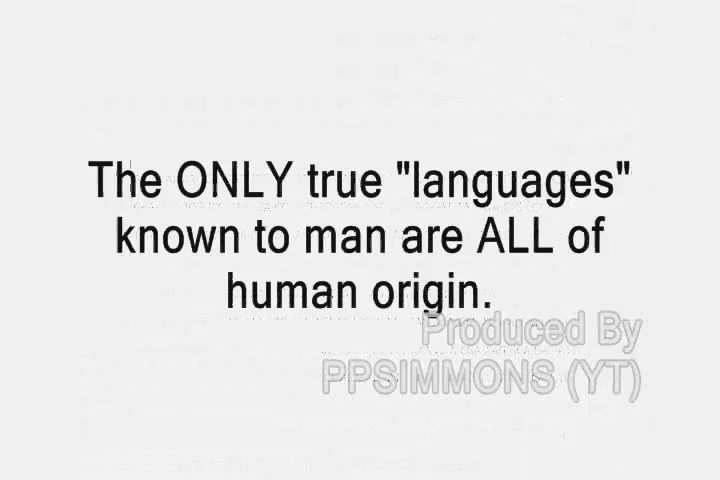 The ONLY true "languages"
known to man are ALL of
human origin.
Produced By
PPSIMMONS (YT)